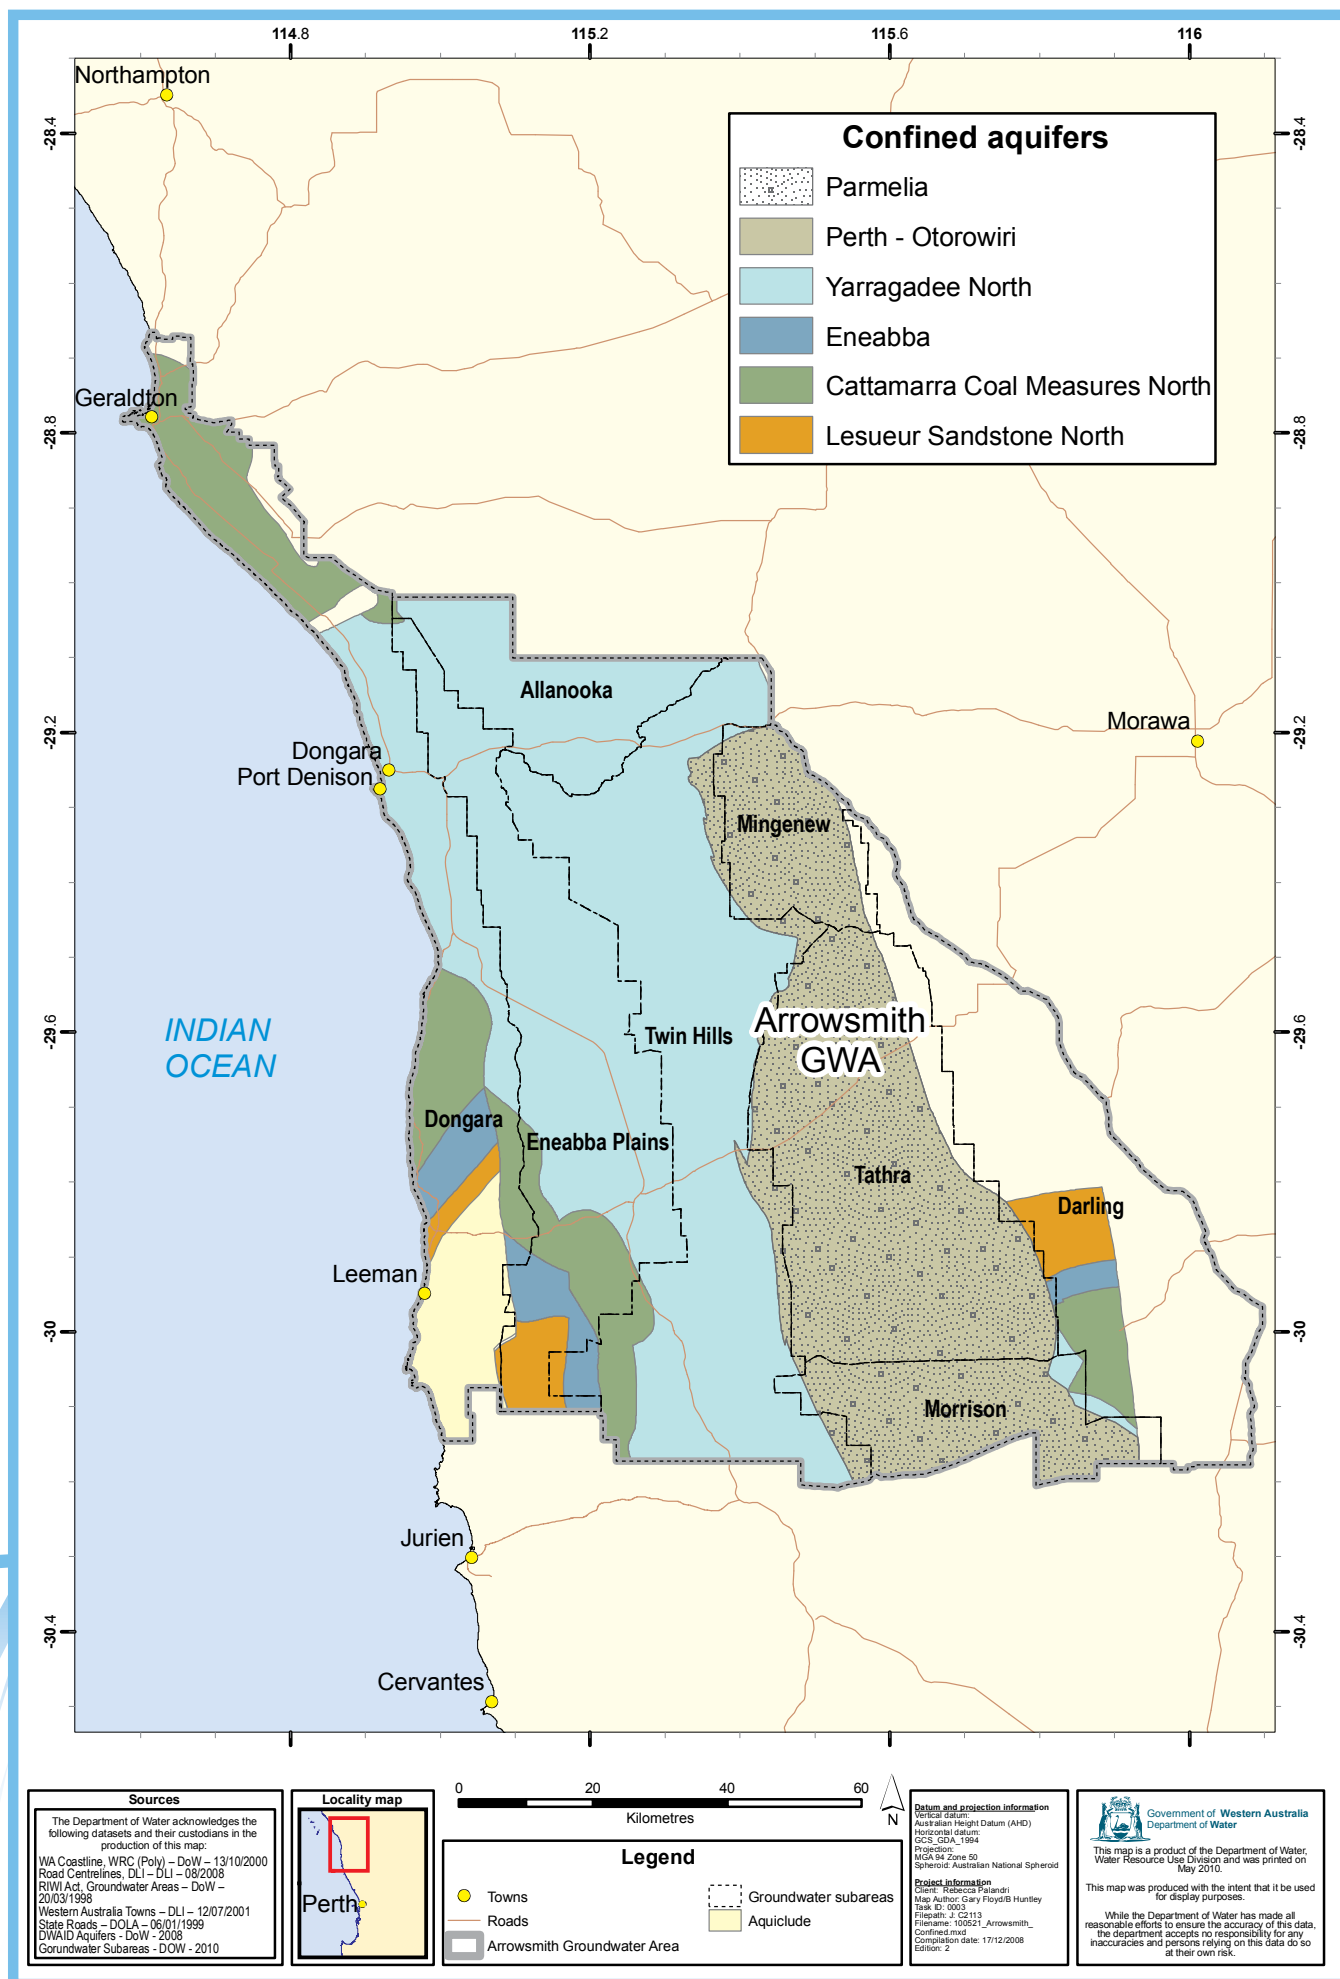 114.8
115.2
115.6
116
Northampton
-28.4
-28.4
Confined aquifers
Parmelia
Perth - Otorowiri
Yarragadee North
Eneabba
Cattamarra Coal Measures North
Lesueur Sandstone North
Geraldton
-28.8
-28.8
Allanooka
-29.2
-29.2
Morawa
Dongara
Port Denison
Mingenew
INDIAN
OCEAN
-29.6
-29.6
Twin Hills
Arrowsmith
GWA
Dongara
Eneabba Plains
Tathra
Darling
Leeman
-30
-30
Morrison
Jurien
-30.4
-30.4
Cervantes
Sources
The Department of Water acknowledges the
following datasets and their custodians in the
production of this map:
WA Coastline, WRC (Poly) – DoW – 13/10/2000
Road Centrelines, DLI – DLI – 08/2008
RIWI Act, Groundwater Areas – DoW –
20/03/1998
Western Australia Towns – DLI – 12/07/2001
State Roads – DOLA – 06/01/1999
DWAID Aquifers - DoW - 2008
Gorundwater Subareas - DOW - 2010
Locality map
Perth
0 20 40 60
Kilometres
N
Legend
Towns
Roads
Arrowsmith Groundwater Area
Groundwater subareas
Aquiclude
Datum and projection information
Vertical datum:
Australian Height Datum (AHD)
Horizontal datum:
GCS_GDA_1994
Projection:
MGA 94 Zone 50
Spheroid: Australian National Spheroid
Project information
Client: Rebecca Palandri
Map Author: Gary Floyd/B Huntley
Task ID: 0003
Filepath: J: C2113
Filename: 100521_Arrowsmith_
Confined.mxd
Compilation date: 17/12/2008
Edition: 2
Government of Western Australia
Department of Water
This map is a product of the Department of Water,
Water Resource Use Division and was printed on
May 2010.
This map was produced with the intent that it be used
for display purposes.
While the Department of Water has made all
reasonable efforts to ensure the accuracy of this data,
the department accepts no responsibility for any
inaccuracies and persons relying on this data do so
at their own risk.